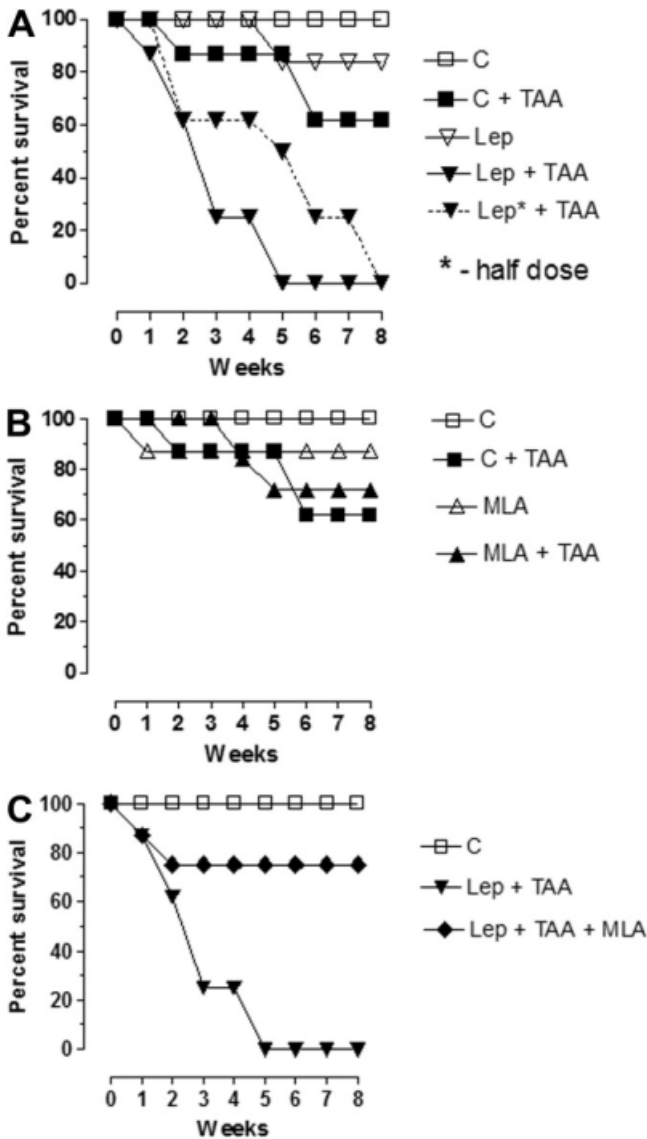 A
Percent survival
100
80
60
40
20
0
0 1 2 3 4 5 6 7 8
Weeks
C
C + TAA
Lep
Lep + TAA
Lep* + TAA
* - half dose
B
Percent survival
100
80
60
40
20
0
0 1 2 3 4 5 6 7 8
Weeks
C
C + TAA
MLA
MLA + TAA
C
Percent survival
100
80
60
40
20
0
0 1 2 3 4 5 6 7 8
Weeks
C
Lep + TAA
Lep + TAA + MLA